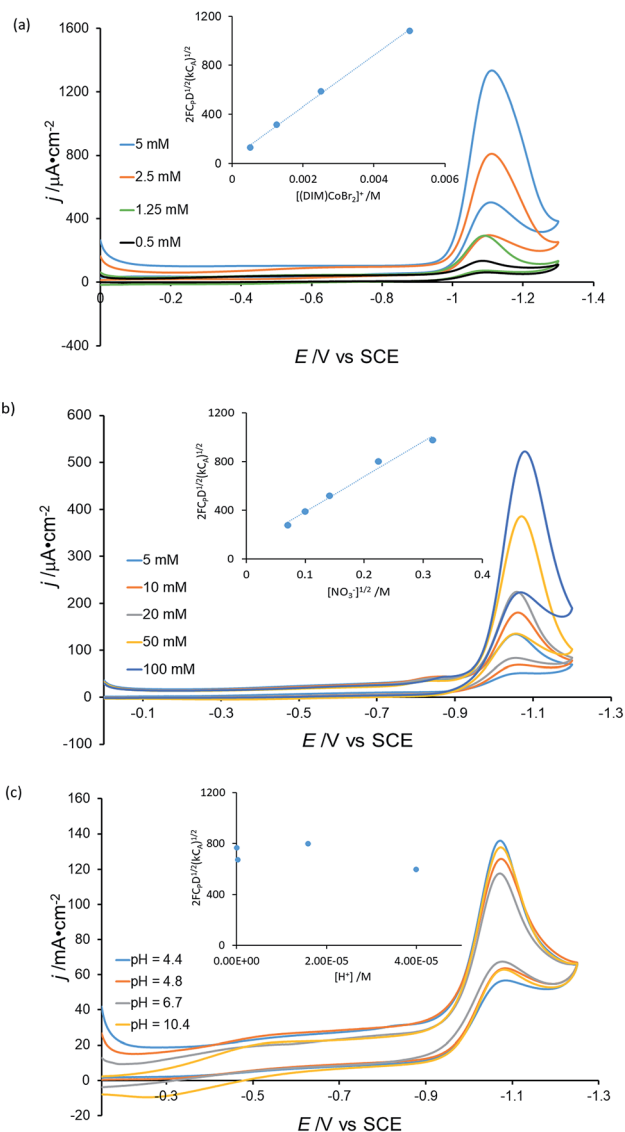 (a)
j /µA•cm-2
1600
1200
800
400
0
-400
0
-0.2
-0.4
-0.6
-0.8
-1
-1.2
-1.4
E /V vs SCE
5 mM
2.5 mM
1.25 mM
0.5 mM
2FCpD1/2(kCA)1/2
1200
800
400
0
0
0.002
0.004
0.006
[(DIM)CoBr2]+ /M
b)
j /µA•cm-2
600
500
400
300
200
100
0
-100
-0.1
-0.3
-0.5
-0.7
-0.9
-1.1
-1.3
E /V vs SCE
5 mM
10 mM
20 mM
50 mM
100 mM
2FCpD1/2(kCA)1/2
1200
800
400
0
0
0.1
0.2
0.3
0.4
[NO3-]1/2 /M
(c)
j /mA•cm-2
160
140
120
100
80
60
40
20
0
-20
-0.3
-0.5
-0.7
-0.9
-1.1
-1.3
E /V vs SCE
pH = 4.4
pH = 4.8
pH = 6.7
pH = 10.4
2FCpD1/2(kCA)1/2
1200
800
400
0
0.00E+00
2.00E-05
4.00E-05
[H+] /M